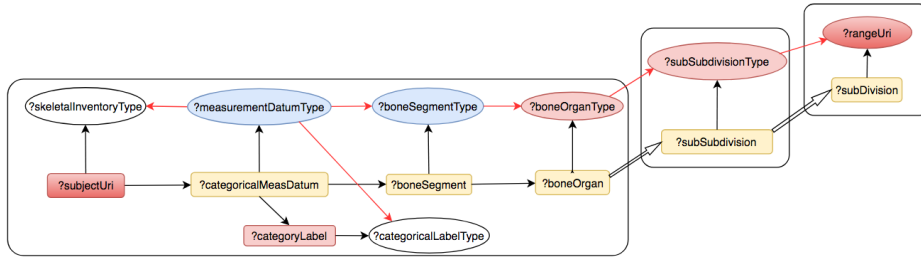 ?rangeUri
?subSubdivisionType
?subDivision
?skeletalInventoryType
?measurementDatumType
?boneSegmentType
?boneOrganType
?subSubdivision
?subjectUri
?categoricalMeasDatum
?boneSegment
?boneOrgan
?categoryLabel
?categoricalLabelType